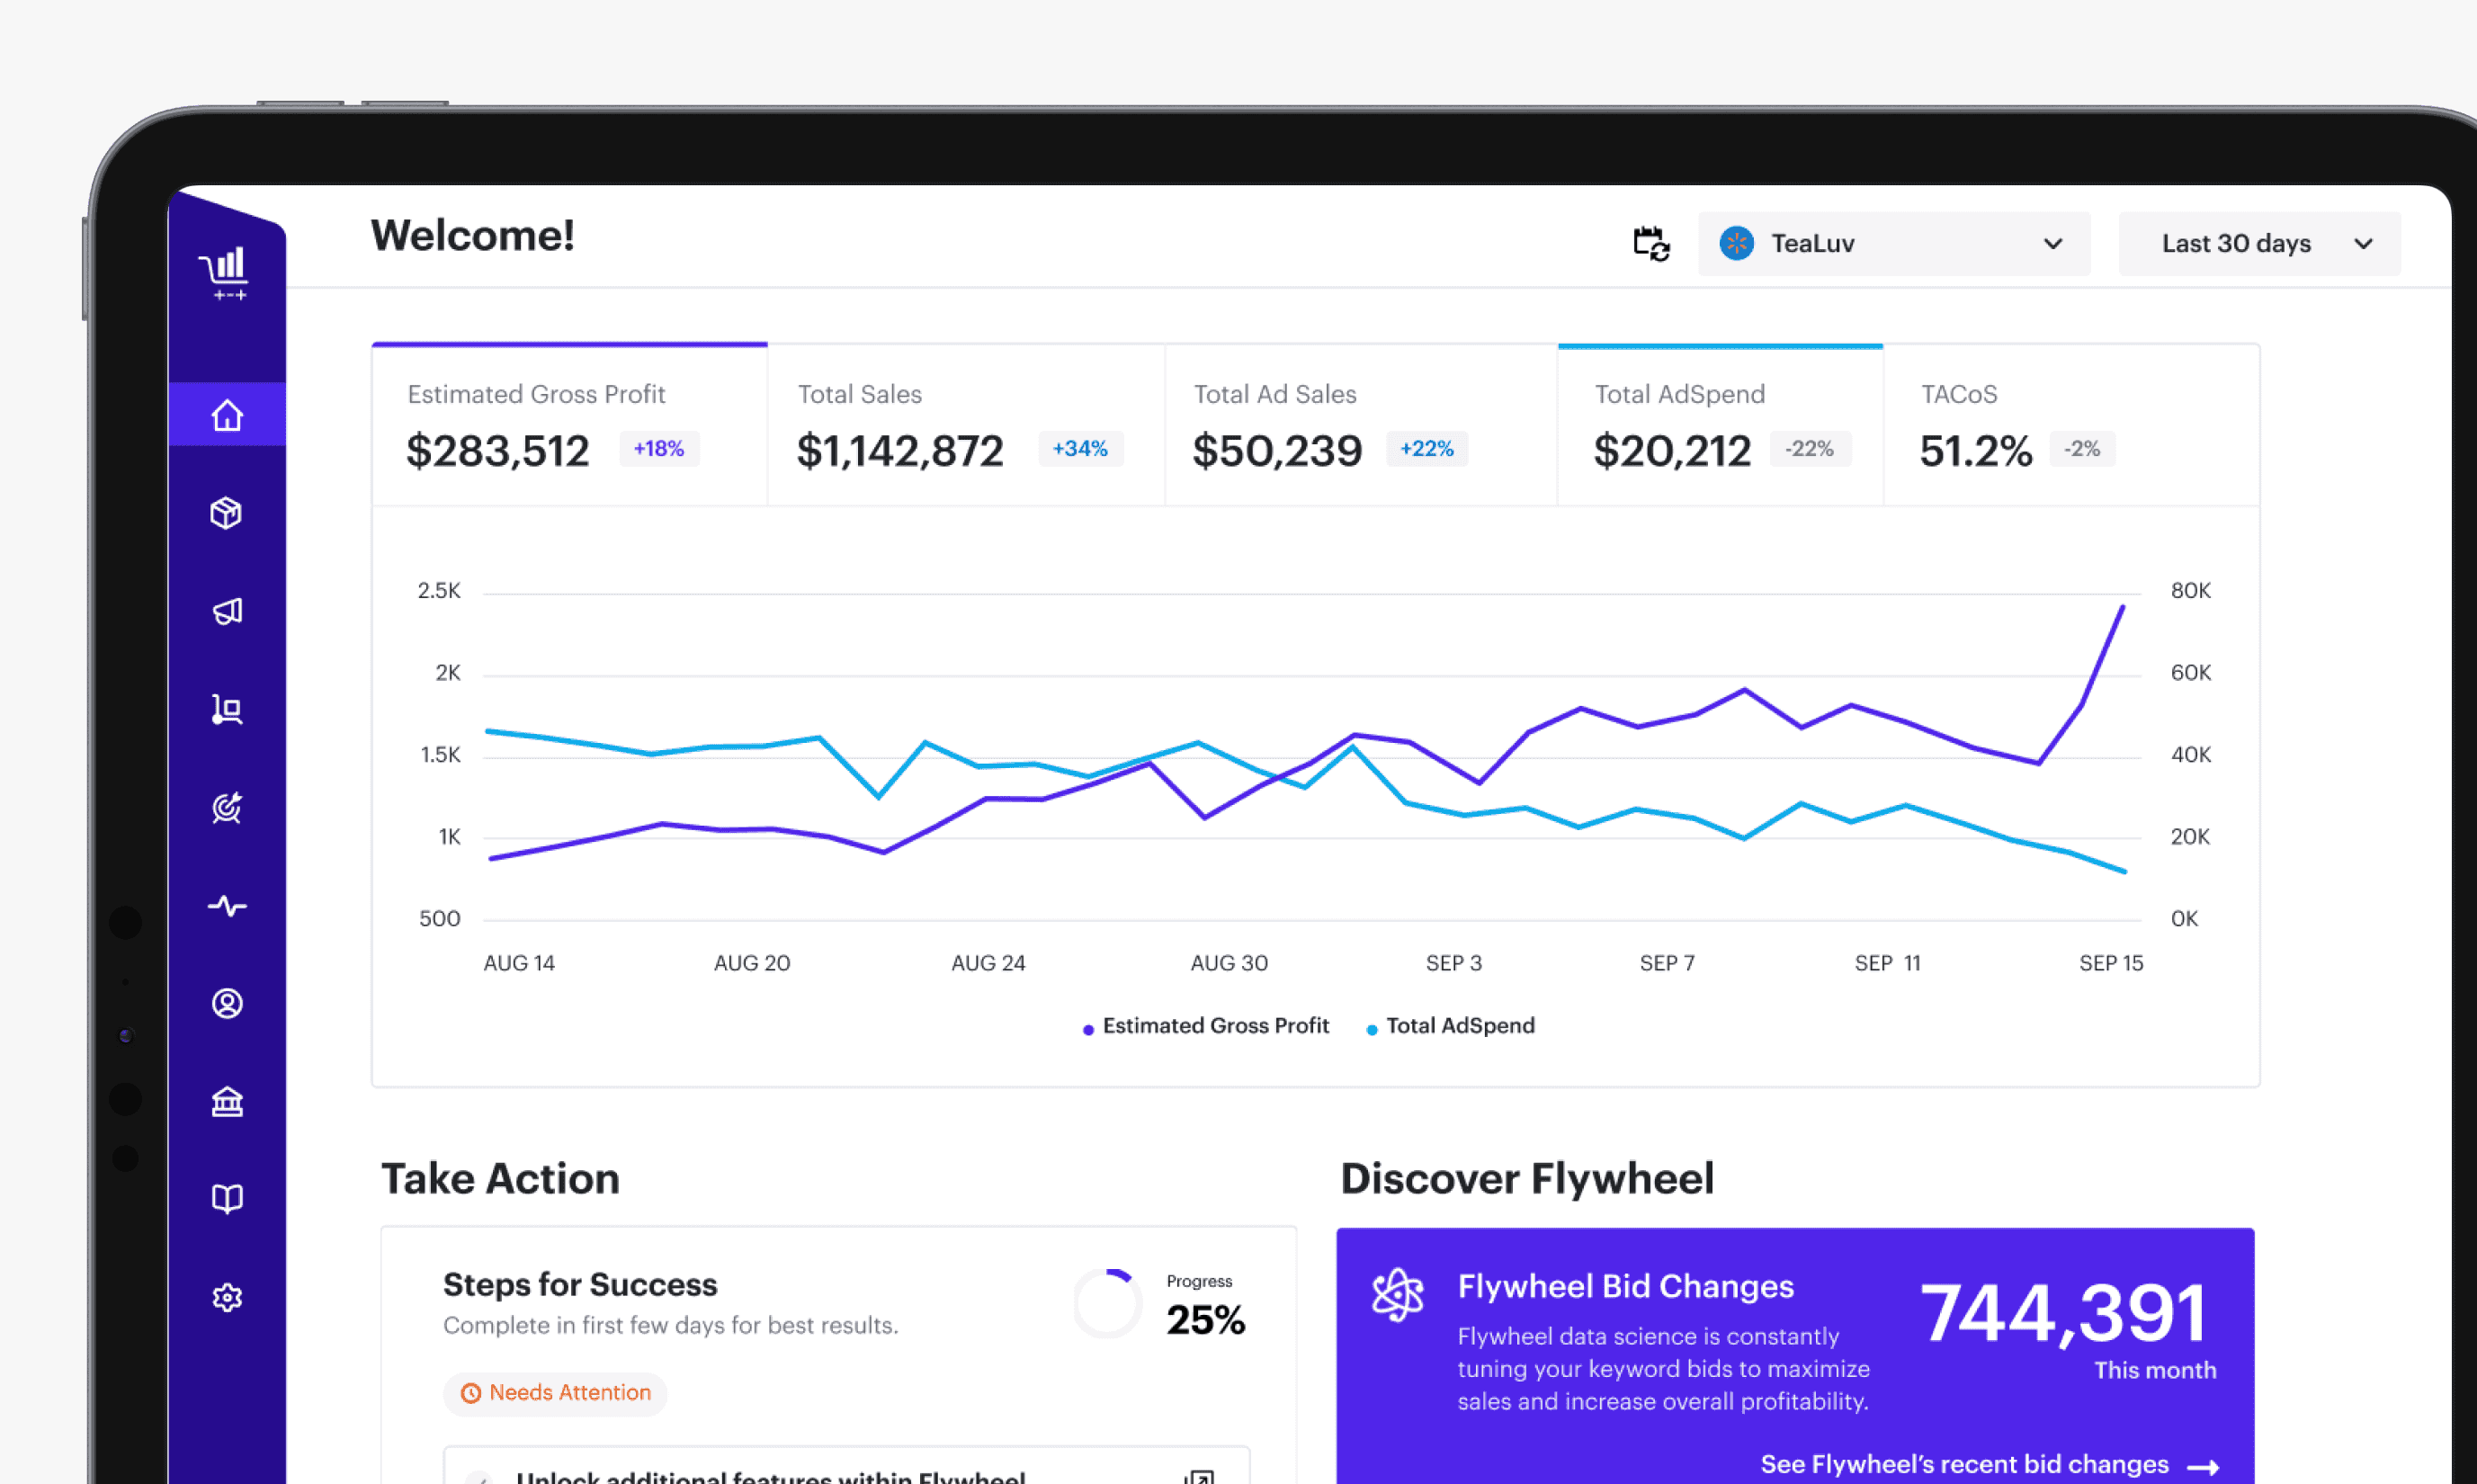 Welcome!
TeaLuv
Last 30 days
Estimated Gross Profit
$283,512 +18%
Total Sales
$1,142,872 +34%
Total Ad Sales
$50,239 +22%
Total AdSpend
$20,212 -22%
TACoS
51.2% -2%
2.5K
2K
1.5K
1K
500
80K
60K
40K
20K
0K
AUG 14 AUG 20 AUG 24 AUG 30 SEP 3 SEP 7 SEP 11 SEP 15
Estimated Gross Profit Total AdSpend
Take Action
Steps for Success
Complete in first few days for best results.
Progress
25%
Needs Attention
Unlock additional features within Flywheel
Discover Flywheel
Flywheel Bid Changes
Flywheel data science is constantly
tuning your keyword bids to maximize
sales and increase overall profitability.
744,391
This month
See Flywheel's recent bid changes